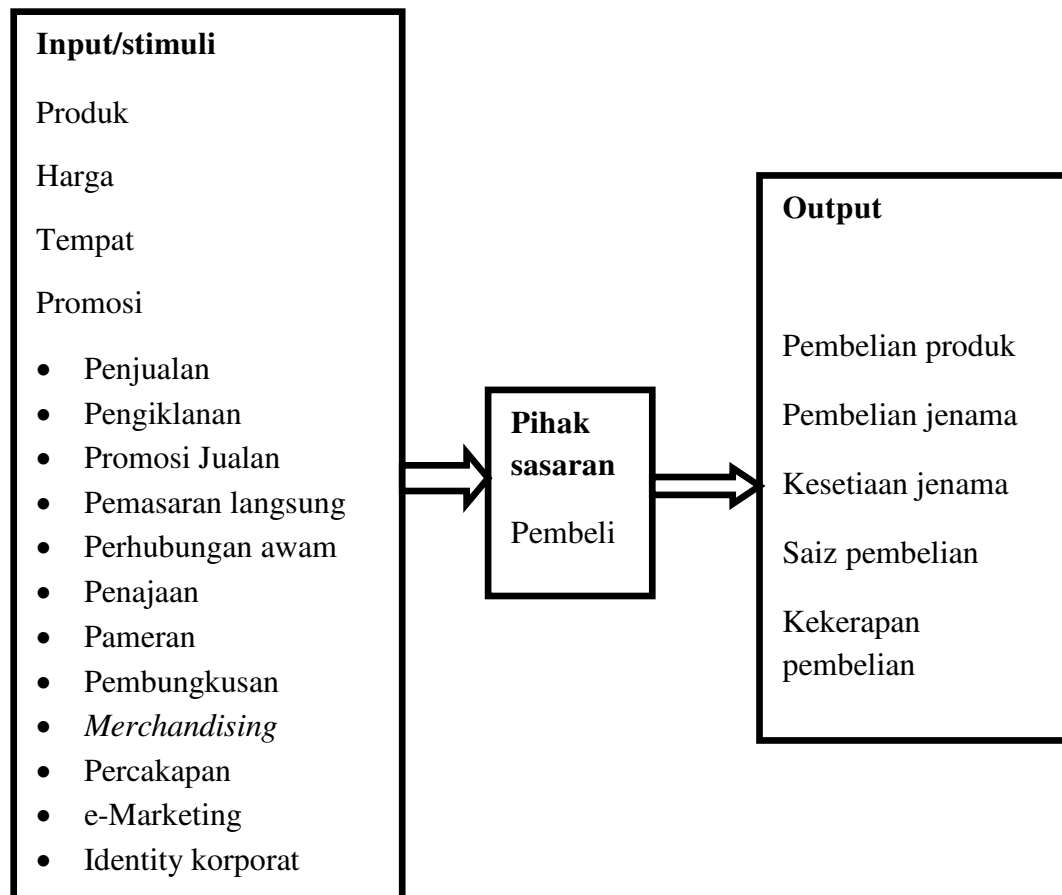 Input/stimuli
Produk
Harga
Tempat
Promosi
• Penjualan
• Pengiklanan
• Promosi Jualan
• Pemasaran langsung
• Perhubungan awam
• Penajaan
• Pameran
• Pembungkusan
• Merchandising
• Percakapan
• e-Marketing
• Identity korporat
Pihak
sasaran
Pembeli
Output
Pembelian produk
Pembelian jenama
Kesetiaan jenama
Saiz pembelian
Kekerapan
pembelian